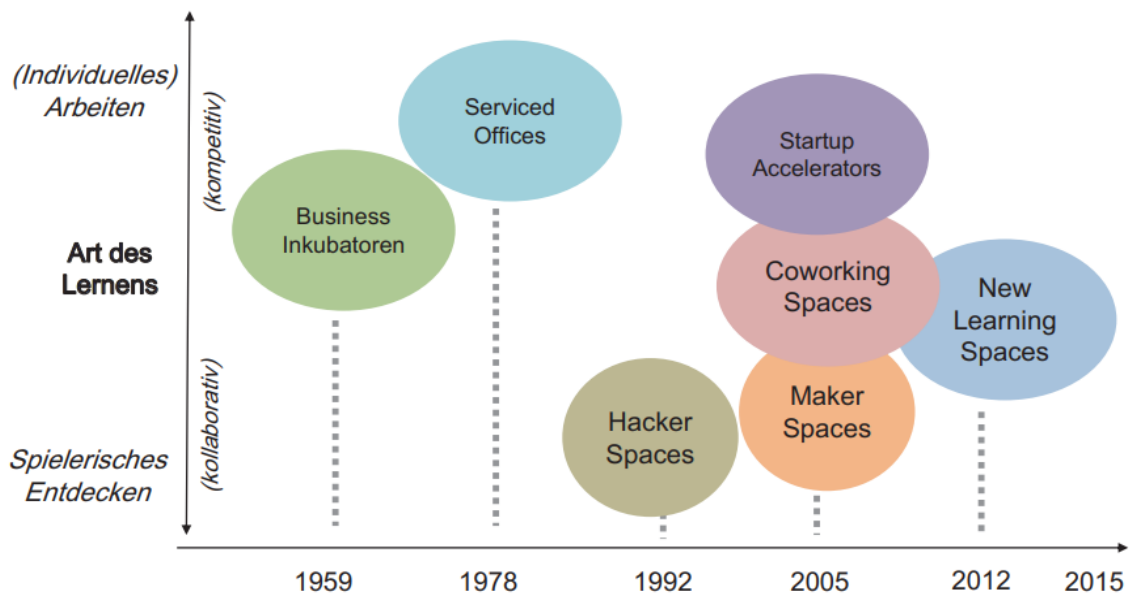 (Individuelles)
Arbeiten
(kompetitiv)
Art des
Lernens
(kollaborativ)
Spielerisches
Entdecken
Business
Inkubatoren
Serviced
Offices
Hacker
Spaces
Startup
Accelerators
Coworking
Spaces
Maker
Spaces
New
Learning
Spaces
1959
1978
1992
2005
2012
2015